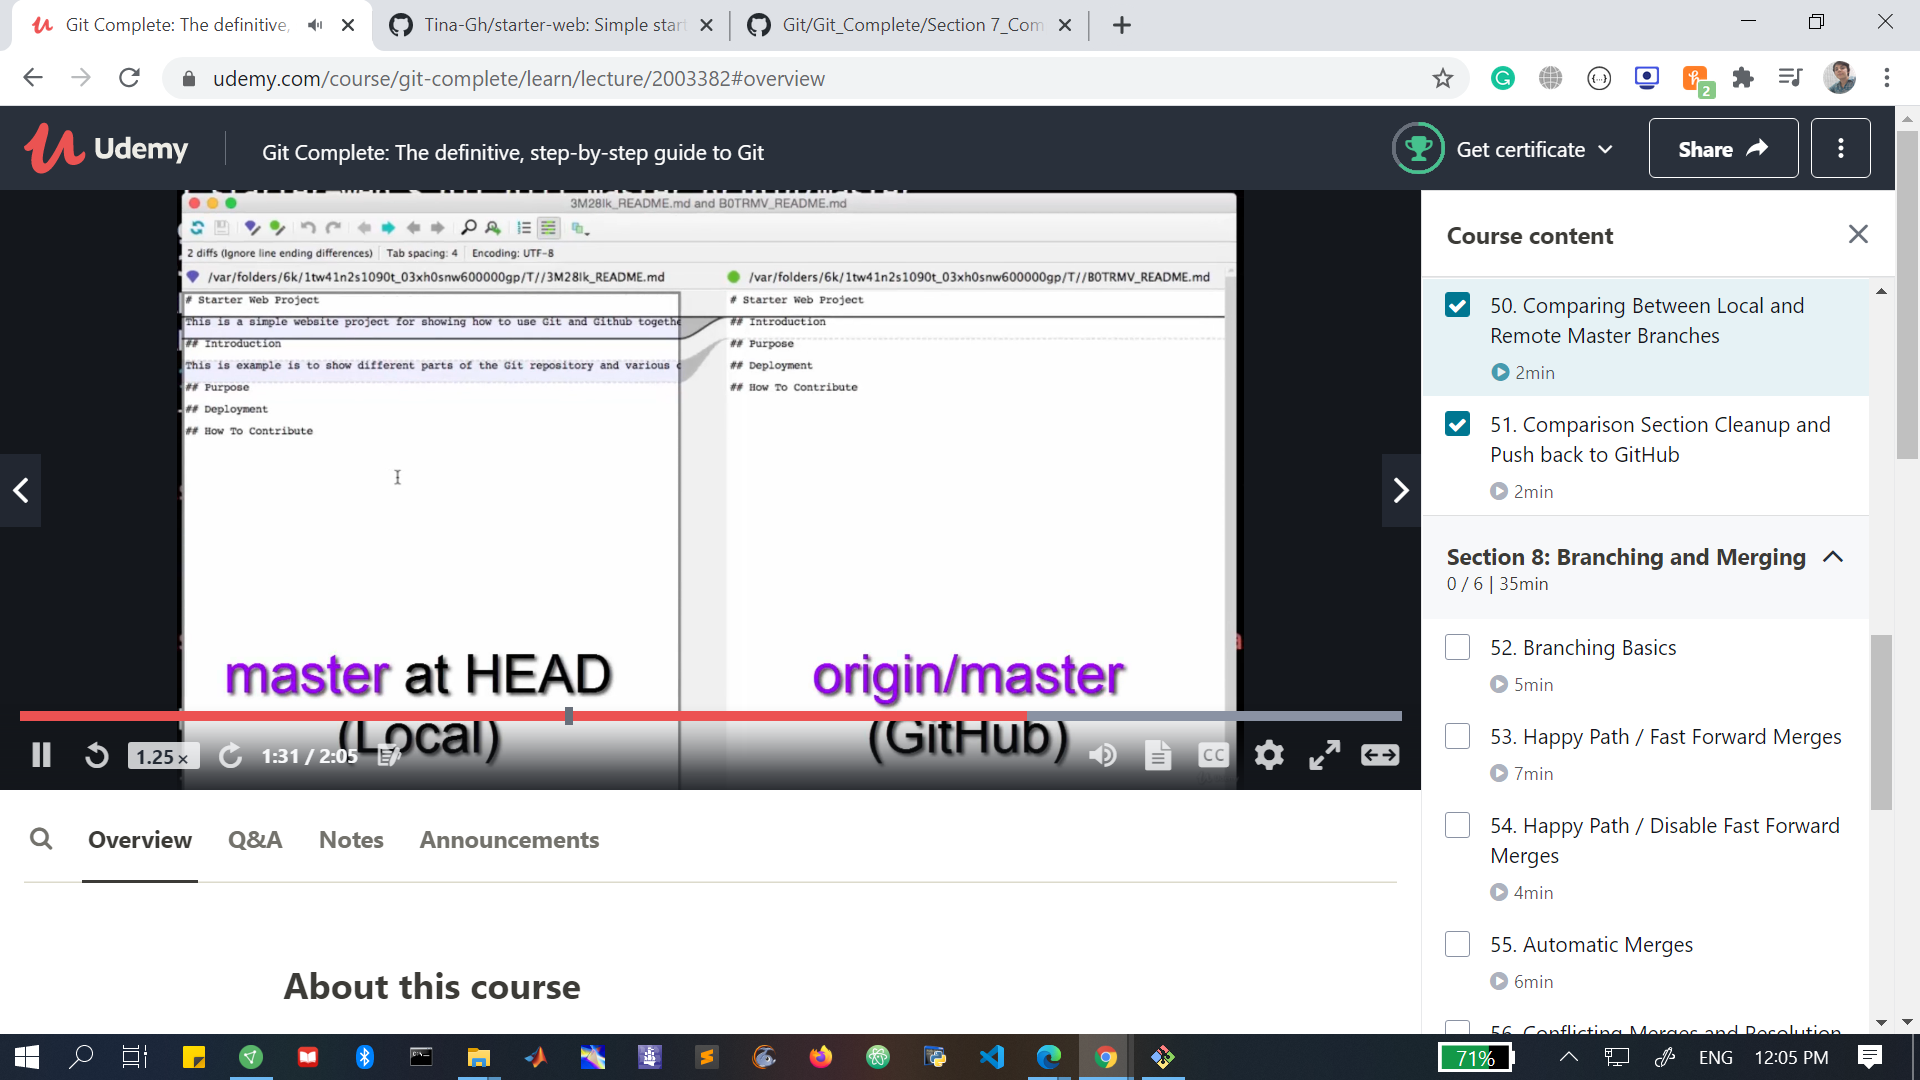 Git Complete: The definitive,
Tina-Gh/starter-web: Simple star
Git/Git_Complete/Section 7_Com
udemy.com/course/git-complete/learn/lecture/2003382#overview
2
Udemy
Git Complete: The definitive, step-by-step guide to Git
Get certificate
Share
3M28Ik_README.md and B0TRMV_README.md
2 diffs (Ignore line ending differences) Tab spacing: 4 Encoding: UTF-8
/var/folders/6k/1tw41n2s1090t_03xh0snw600000gp/T//3M28Ik_README.md
/var/folders/6k/1tw41n2s1090t_03xh0snw600000gp/T//B0TRMV_README.md
# Starter Web Project
This is a simple website project for showing how to use Git and Github togethe
## Introduction
This is example is to show different parts of the Git repository and various
## Purpose
## Deployment
## How To Contribute
# Starter Web Project
## Introduction
## Purpose
## Deployment
## How To Contribute
master at HEAD
(Local)
origin/master
(GitHub)
1.25×
1:31 / 2:05
CC
Course content
50. Comparing Between Local and
Remote Master Branches
2min
51. Comparison Section Cleanup and
Push back to GitHub
2min
Section 8: Branching and Merging
0 / 6 | 35min
52. Branching Basics
5min
53. Happy Path / Fast Forward Merges
7min
54. Happy Path / Disable Fast Forward
Merges
4min
55. Automatic Merges
6min
56. Conflicting Merges and Resolution
Overview
Q&A
Notes
Announcements
About this course
71%
ENG
12:05 PM